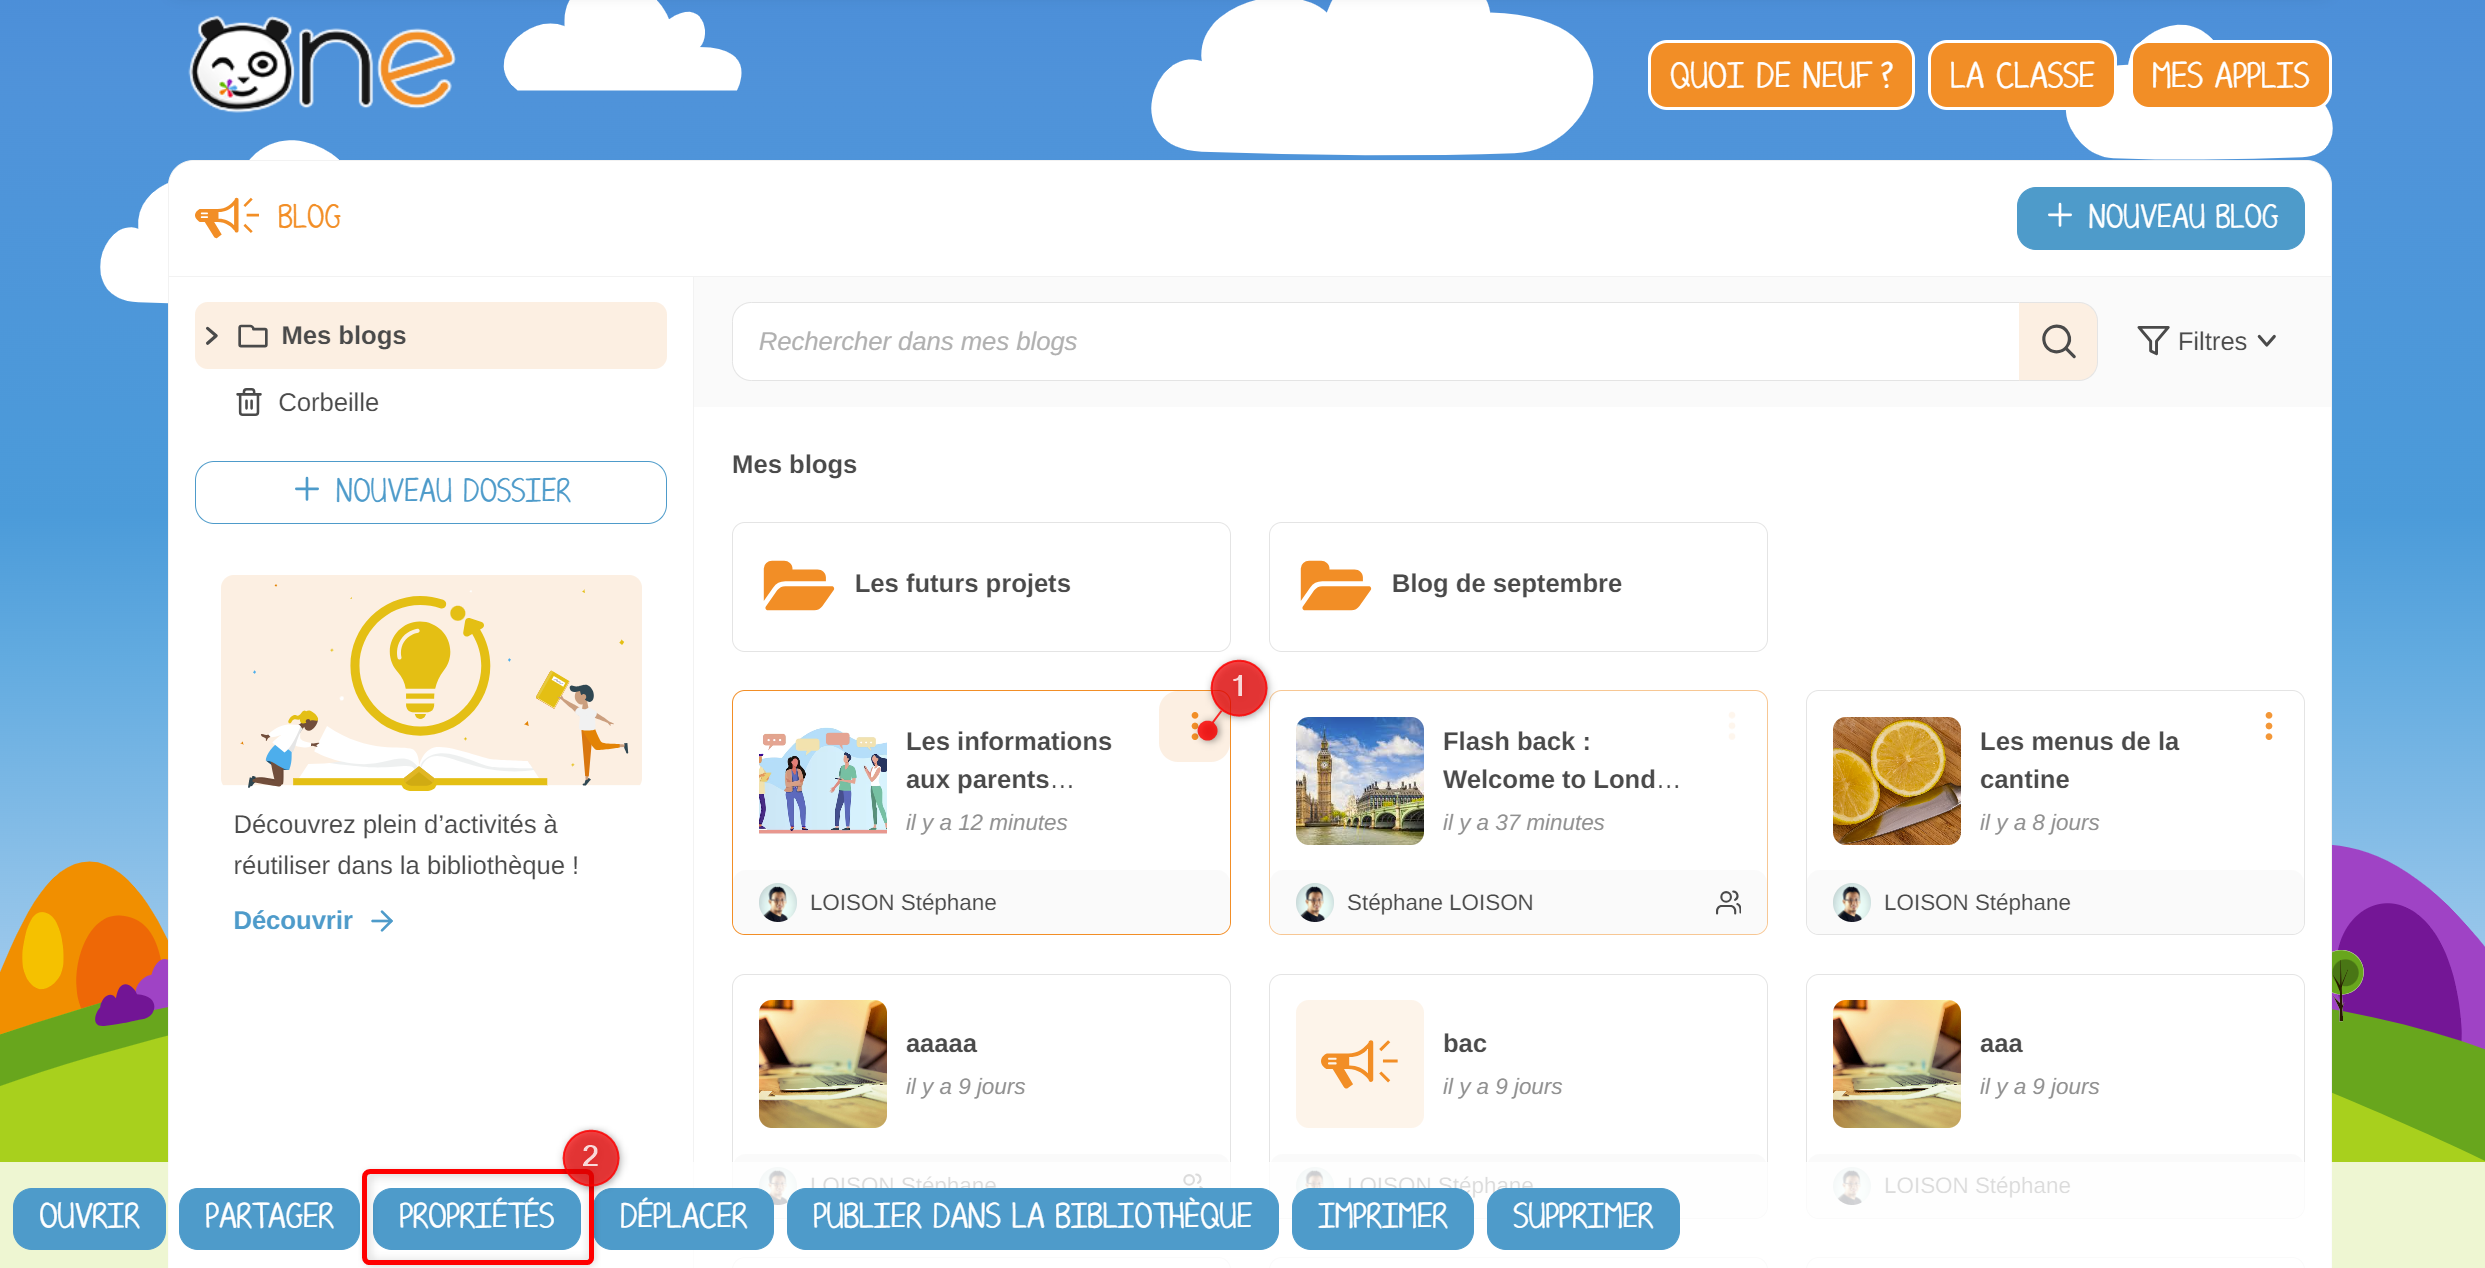 one
QUOI DE NEUF ?
LA CLASSE
MES APPLIS
BLOG
+ NOUVEAU BLOG
Mes blogs
Corbeille
+ NOUVEAU DOSSIER
Découvrez plein d’activités à
réutiliser dans la bibliothèque !
Découvrir →
Rechercher dans mes blogs
Filtres
Mes blogs
Les futurs projets
Blog de septembre
1
Les informations
aux parents…
il y a 12 minutes
LOISON Stéphane
Flash back :
Welcome to Lond…
il y a 37 minutes
Stéphane LOISON
Les menus de la
cantine
il y a 8 jours
LOISON Stéphane
aaaaa
il y a 9 jours
LOISON Stéphane
bac
il y a 9 jours
LOISON Stéphane
aaa
il y a 9 jours
LOISON Stéphane
2
OUVRIR
PARTAGER
PROPRIÉTÉS
DÉPLACER
PUBLIER DANS LA BIBLIOTHÈQUE
IMPRIMER
SUPPRIMER